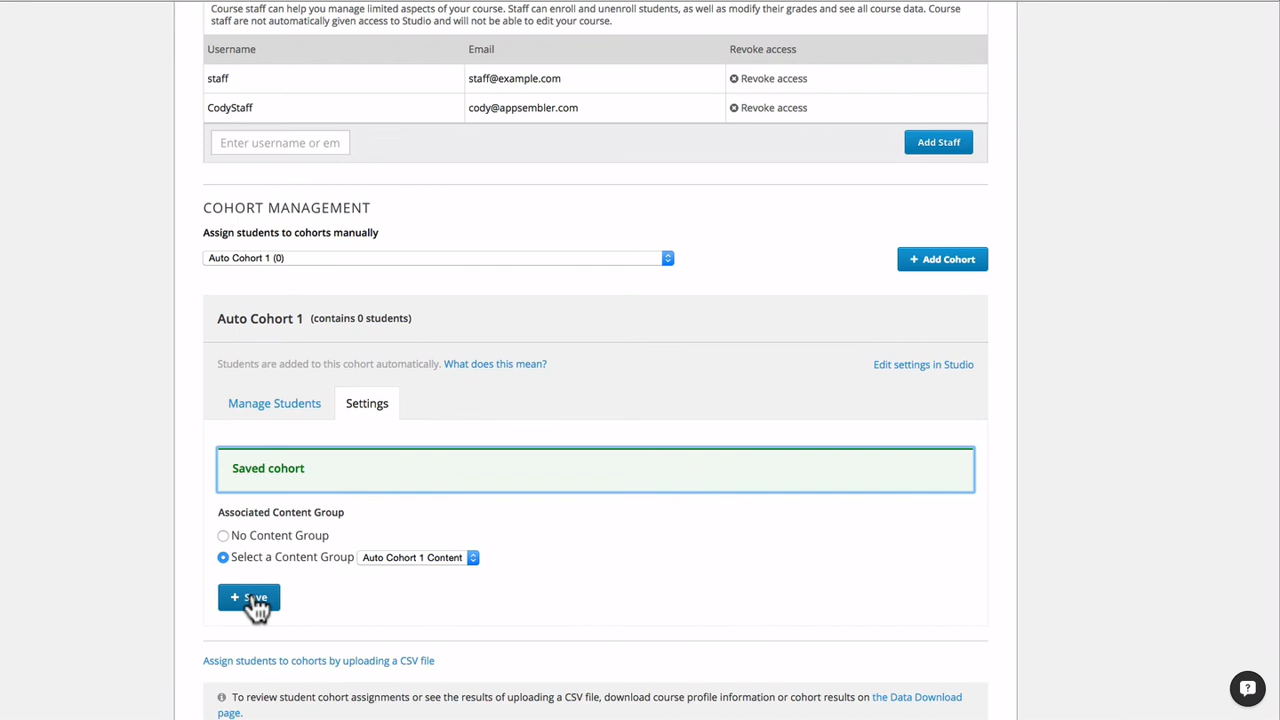 Course staff can help you manage limited aspects of your course. Staff can enroll and unenroll students, as well as modify their grades and see all course data. Course
staff are not automatically given access to Studio and will not be able to edit your course.
Username Email Revoke access
staff staff@example.com Revoke access
CodyStaff cody@appsembler.com Revoke access
Enter username or em Add Staff
COHORT MANAGEMENT
Assign students to cohorts manually
Auto Cohort 1 (0) + Add Cohort
Auto Cohort 1 (contains 0 students)
Students are added to this cohort automatically. What does this mean? Edit settings in Studio
Manage Students Settings
Saved cohort
Associated Content Group
No Content Group
Select a Content Group Auto Cohort 1 Content
+ Save
Assign students to cohorts by uploading a CSV file
To review student cohort assignments or see the results of uploading a CSV file, download course profile information or cohort results on the Data Download
page.